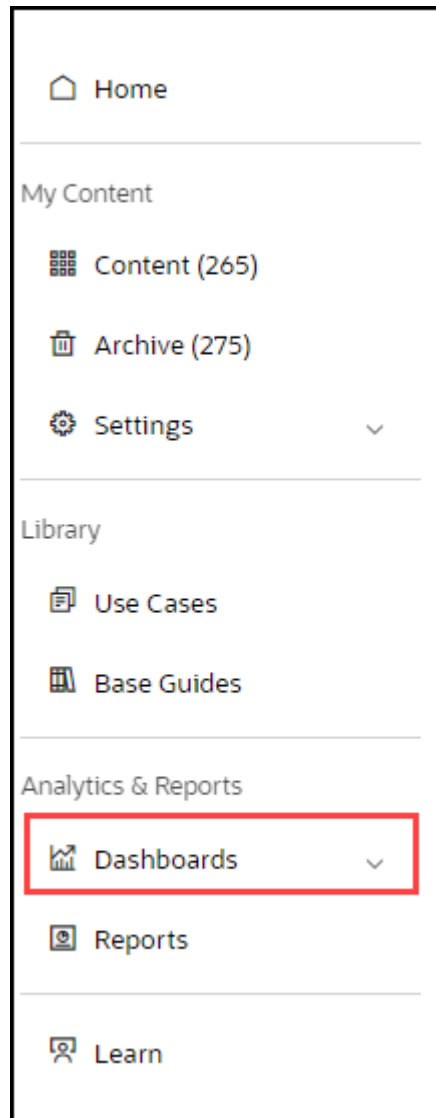 Home
My Content
Content (265)
Archive (275)
Settings
Library
Use Cases
Base Guides
Analytics & Reports
Dashboards
Reports
Learn